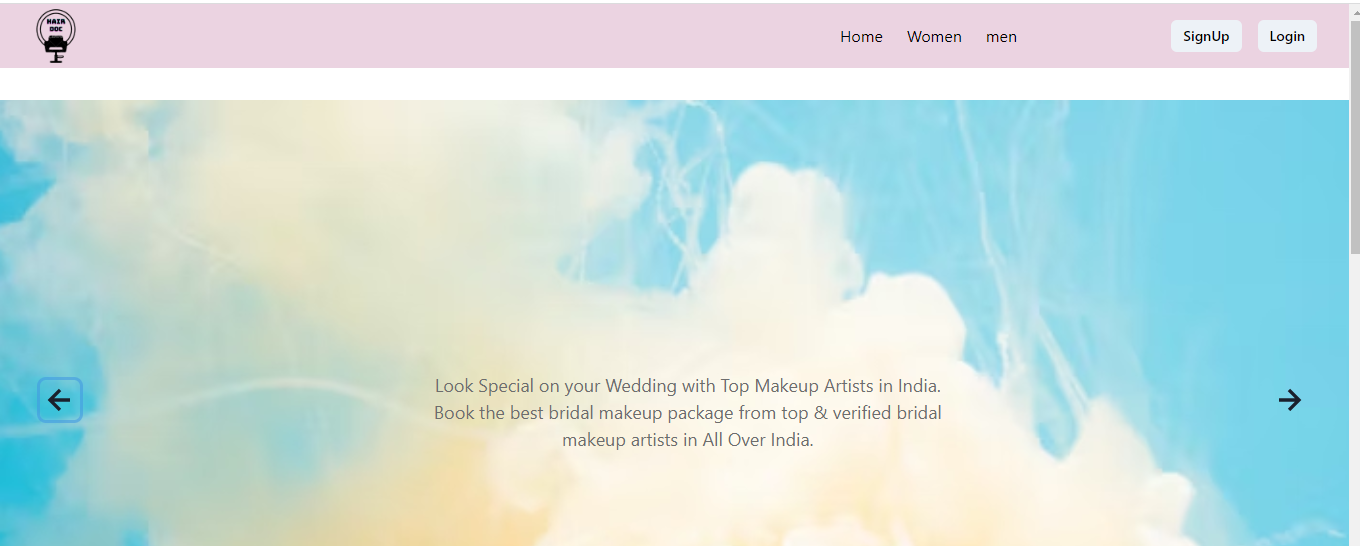 HAIR
DOC
Home Women men SignUp Login
Look Special on your Wedding with Top Makeup Artists in India.
Book the best bridal makeup package from top & verified bridal
makeup artists in All Over India.